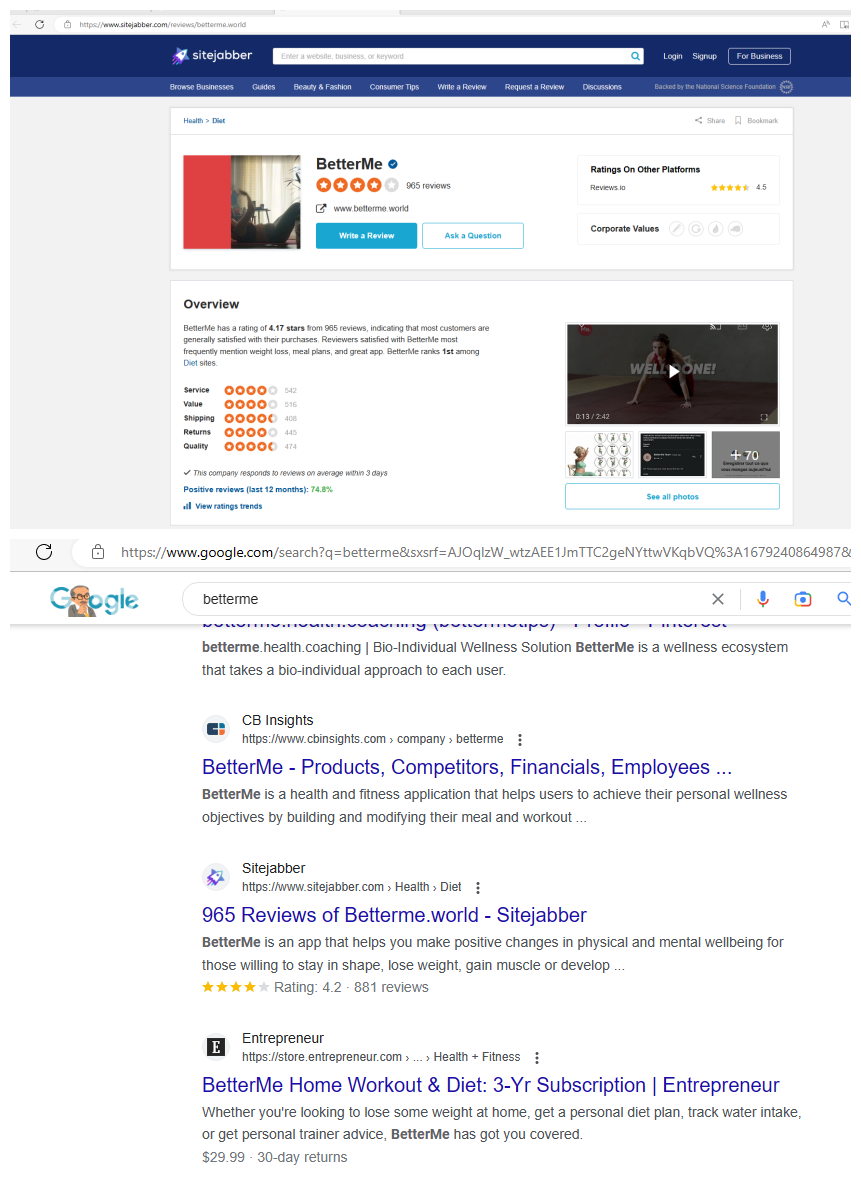 https://www.sitejabber.com/reviews/betterme.world
sitejabber
Enter a website, business, or keyword
Login Signup For Business
Browse Businesses Guides Beauty & Fashion Consumer Tips Write a Review Request a Review Discussions Backed by the National Science Foundation
Health > Diet
Share Bookmark
BetterMe
965 reviews
www.betterme.world
Write a Review Ask a Question
Ratings On Other Platforms
Reviews.io 4.5
Corporate Values
Overview
BetterMe has a rating of 4.17 stars from 965 reviews, indicating that most customers are
generally satisfied with their purchases. Reviewers satisfied with BetterMe most
frequently mention weight loss, meal plans, and great app. BetterMe ranks 1st among
Diet sites.
Service 542
Value 516
Shipping 408
Returns 445
Quality 474
This company responds to reviews on average within 3 days
Positive reviews (last 12 months): 74.8%
View ratings trends
WELL DONE!
0:13 / 2:42
+ 70
See all photos
https://www.google.com/search?q=betterme&sxsrf=AJOqlzW_wtzAEE1JmTTC2geNYttwVKqbVQ%3A1679240864987&
Google
betterme
betterme.health.coaching (bettermetips) - Profile - Pinterest
betterme.health.coaching | Bio-Individual Wellness Solution BetterMe is a wellness ecosystem
that takes a bio-individual approach to each user.
CB Insights
https://www.cbinsights.com › company › betterme
BetterMe - Products, Competitors, Financials, Employees ...
BetterMe is a health and fitness application that helps users to achieve their personal wellness
objectives by building and modifying their meal and workout ...
Sitejabber
https://www.sitejabber.com › Health › Diet
965 Reviews of Betterme.world - Sitejabber
BetterMe is an app that helps you make positive changes in physical and mental wellbeing for
those willing to stay in shape, lose weight, gain muscle or develop ...
Rating: 4.2 · 881 reviews
Entrepreneur
https://store.entrepreneur.com › ... › Health + Fitness
BetterMe Home Workout & Diet: 3-Yr Subscription | Entrepreneur
Whether you're looking to lose some weight at home, get a personal diet plan, track water intake,
or get personal trainer advice, BetterMe has got you covered.
$29.99 · 30-day returns